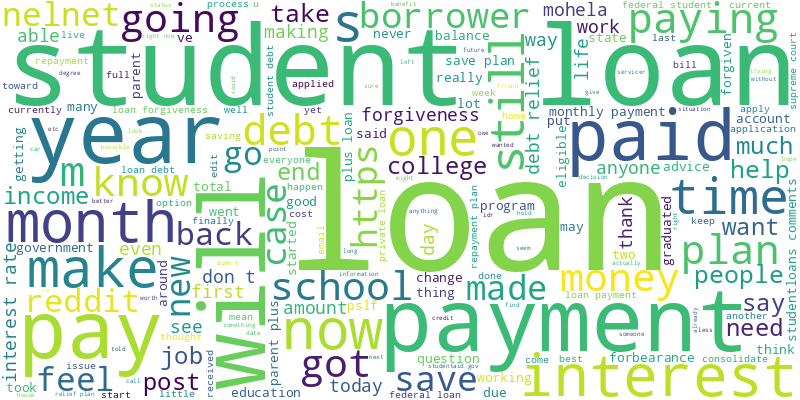 nelnet
going
s
borrower
mohela
paying
federal student
current
status
process
u
benefit
able
live
ve
take
making
never
balance
way
work
state
last
forgiven
repayment
right now
student loan
toward
degree
full
parent
applied
covid
student debt
save plan
really
life
bill
trying
without
supreme court
currently
many
loan forgiveness
well
yet
sure
left
week
lot
debt relief
still
future
servicer
give
year
etc
look
saving
debt
one
forgiveness
said
owe
home
friend
monthly payment
put
paid
situation
apply
account
application
getting
car
possible
go
edit
everyone
point
plus loan
wanted
eligible
anyone
advice
much
hope
m
know
loan debt
total
end
happen
college
time
help
income
better
option
went
case
good
cost
https
private loan
might
day
anything
idr
hold
program
repayment plan
thank
graduated
may
two
decision
keep
want
right
month
back
finally
started
loan
seem
plan
people
studentloans comments
government
even
around
new
don t
will
email
long
change
thing
done
actually
make
school
information
made
money
say
interest rate
reddit
worth
first
mean
something
didn t
date
amount
pslf
find
loan payment
another
need
pay
see
thought
now
payment
credit
someone
already
less
think
issue
told
job
received
parent plus
question
come
best
forbearance
consolidate
feel
post
got
today
save
next
studentaid gov
working
due
interest
took
house
start
call
relief plan
little
education
federal loan